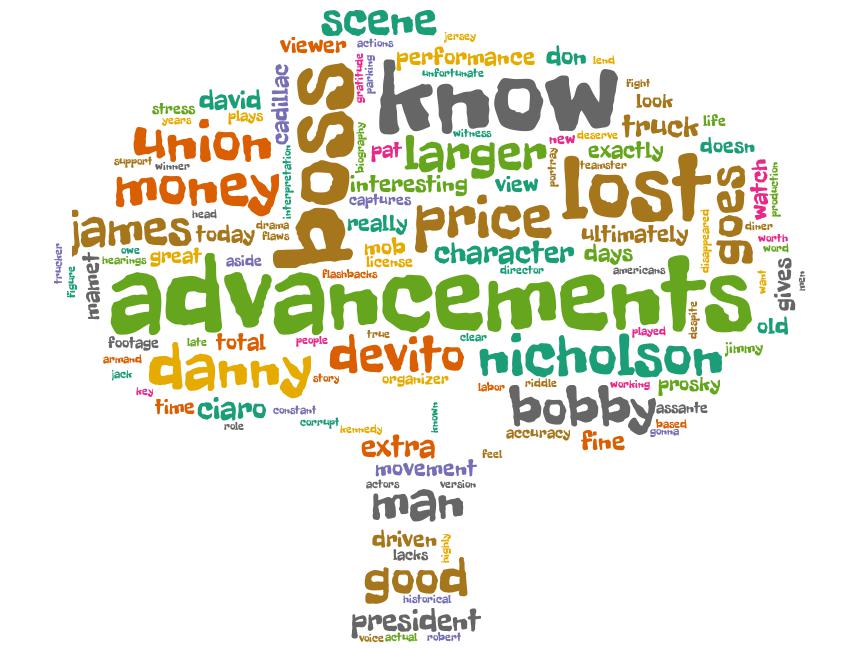 scene
jersey
viewer
actions
performance
don
lend
unfortunate
gratitude
parking
cadillac
boss
know
fight
look
stress
david
years
plays
truck
life
union
witness
new
deserve
exactly
doesn
biography
pat
larger
portray
teamster
support
winner
interpretation
money
interesting
view
captures
lost
goes
watch
production
head
james
today
drama
flaws
really
price
ultimately
disappeared
diner
worth
word
trucker
figure
owe
hearings
great
aside
mob
license
character
days
mamet
flashbacks
director
americans
want
gives
men
advancements
despite
old
footage
late
total
people
true
clear
played
jimmy
armand
jack
key
danny
story
devito
organizer
nicholson
labor
riddle
working
prosky
time
ciaro
constant
role
corrupt
kennedy
known
bobby
assante
based
gonna
accuracy
fine
extra
feel
movement
actors
version
man
driven
lacks
highly
good
historical
president
voice
actual
robert